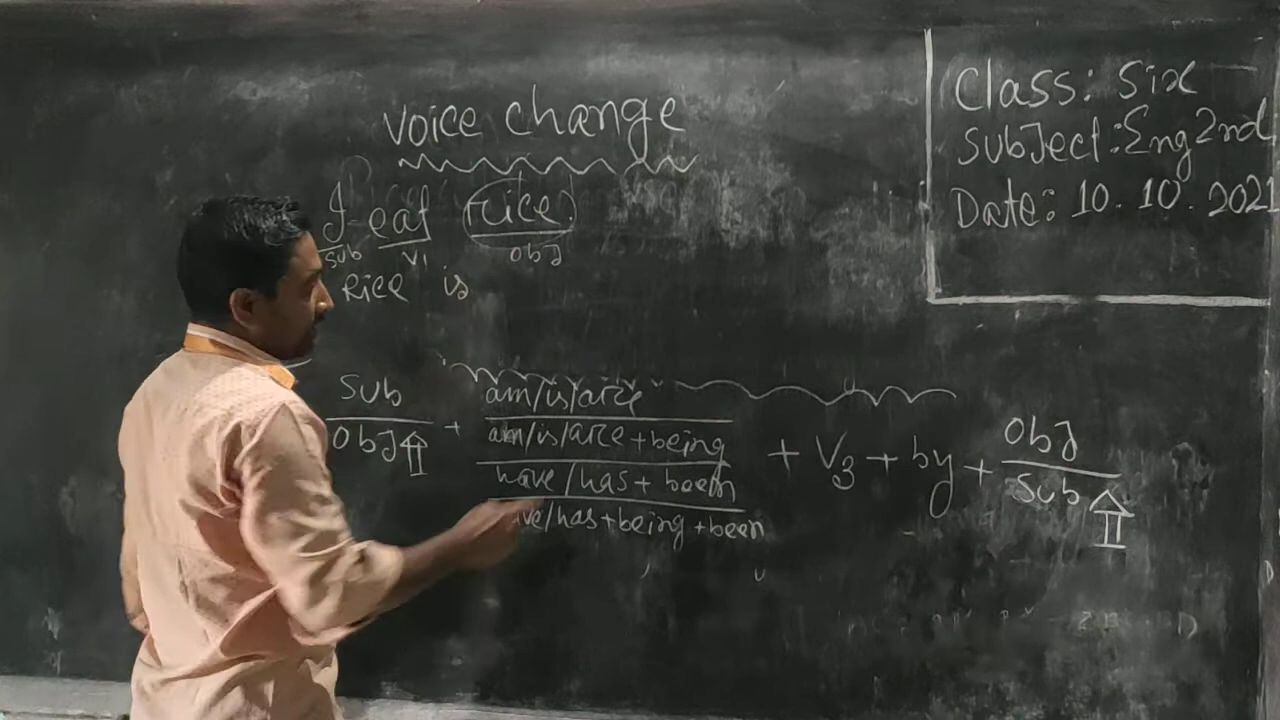 Class: Six
Subject: Eng 2nd
Date: 10.10.2021
Voice change
I eat rice.
sub v1 obj
Rice is
Sub
Obj
+
am/is/are
am/is/are+being
have/has+been
ve/has+being+been
+ V3 + by +
Obj
Sub